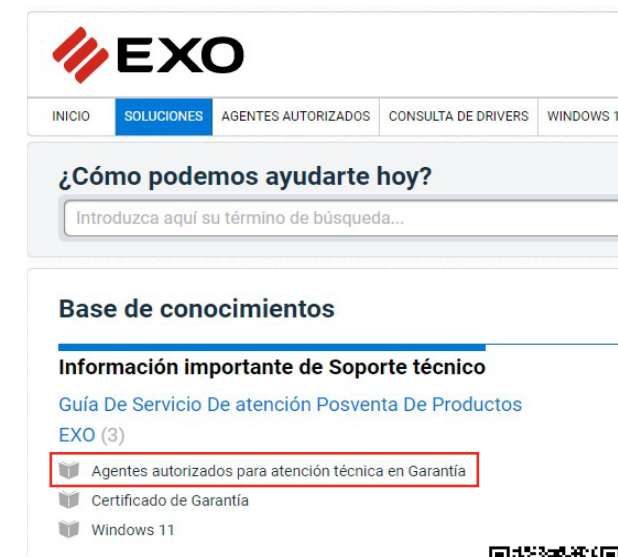 EXO
INICIO SOLUCIONES AGENTES AUTORIZADOS CONSULTA DE DRIVERS WINDOWS 1
¿Cómo podemos ayudarte hoy?
Introduzca aquí su término de búsqueda...
Base de conocimientos
Información importante de Soporte técnico
Guía De Servicio De atención Posventa De Productos
EXO (3)
Agentes autorizados para atención técnica en Garantía
Certificado de Garantía
Windows 11